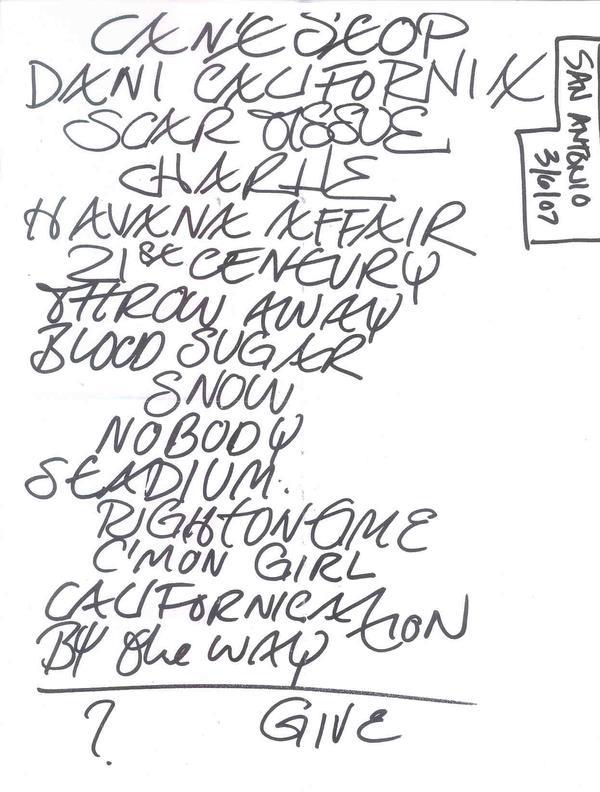 CAN'T STOP
DANI CALIFORNIA
SCAR TISSUE
CHARLIE
HAVANA AFFAIR
21ST CENTURY
THROW AWAY
BLOOD SUGAR
SNOW
NOBODY
STADIUM.
RIGHT ON TIME
C'MON GIRL
CALIFORNICATION
BY the WAY
? GIVE
SAN ANTONIO
3/6/07